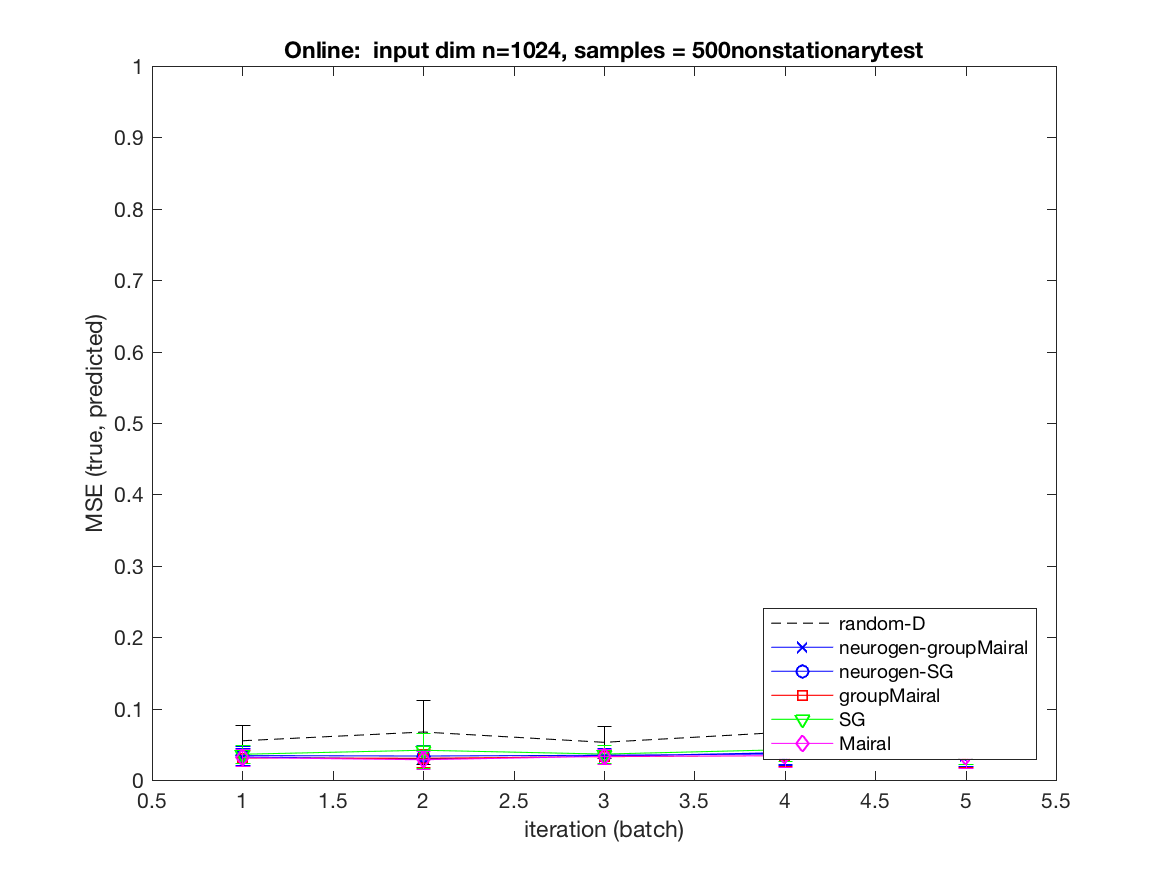 Online:  input dim n=1024, samples = 500nonstationarytest
1
0.9
0.8
0.7
0.6
0.5
0.4
0.3
0.2
0.1
0
MSE (true, predicted)
random-D
neurogen-groupMairal
neurogen-SG
groupMairal
SG
Mairal
0.5 1 1.5 2 2.5 3 3.5 4 4.5 5 5.5
iteration (batch)